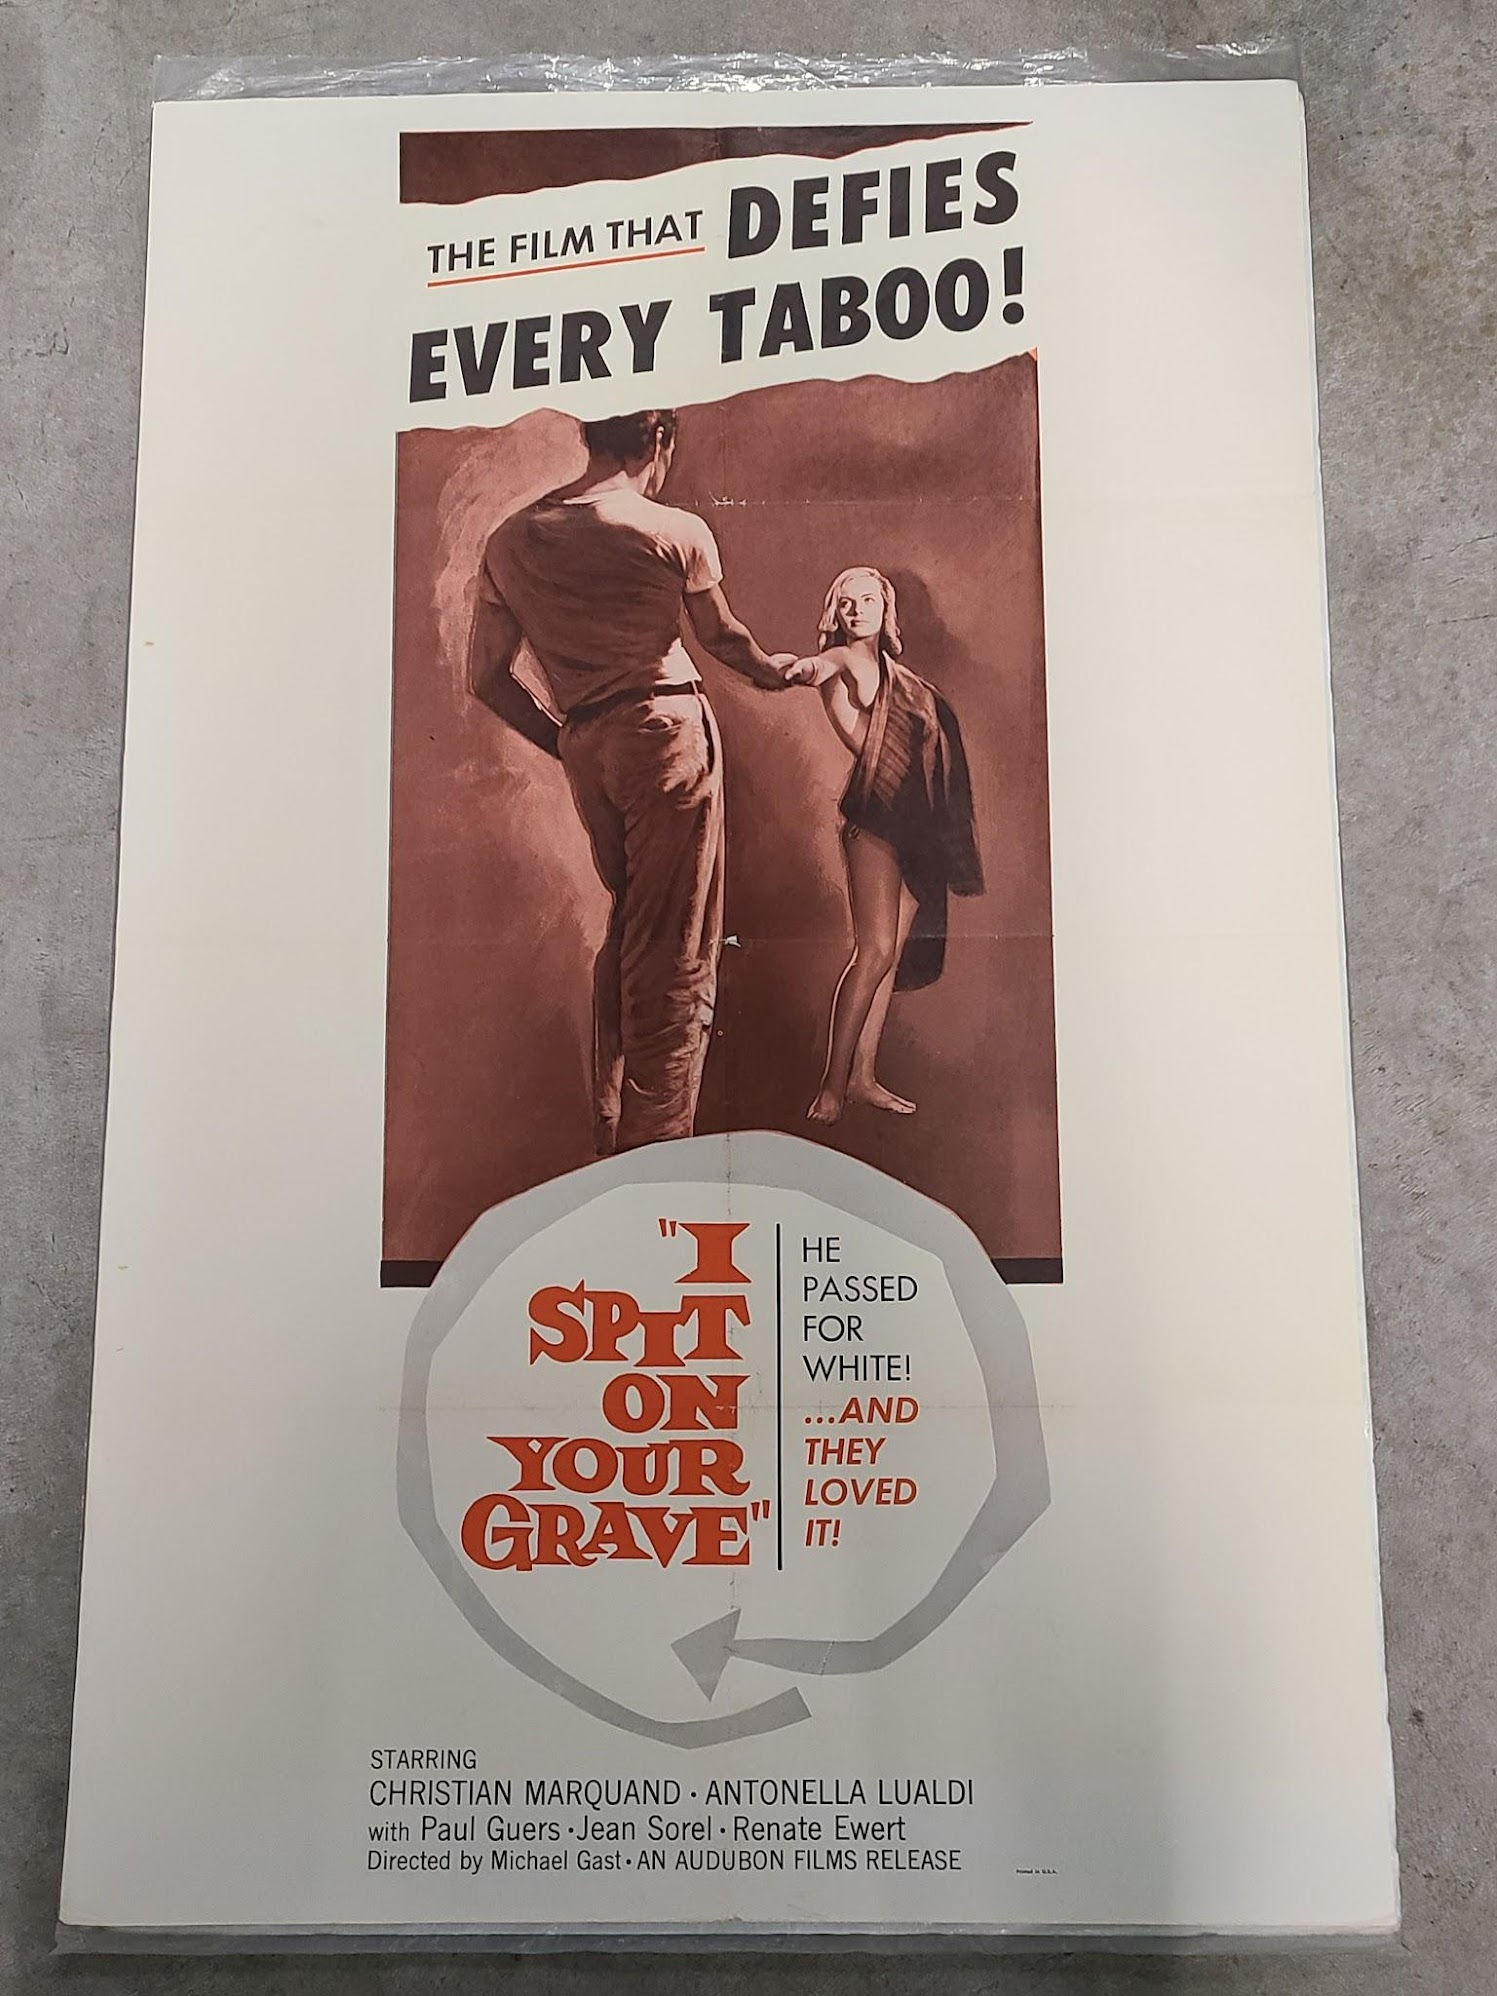 THE FILM THAT DEFIES
EVERY TABOO!
"I
SPIT
ON
YOUR
GRAVE"
HE
PASSED
FOR
WHITE!
...AND
THEY
LOVED
IT!
STARRING
CHRISTIAN MARQUAND • ANTONELLA LUALDI
with Paul Guers • Jean Sorel • Renate Ewert
Directed by Michael Gast • AN AUDUBON FILMS RELEASE
Printed in U.S.A.